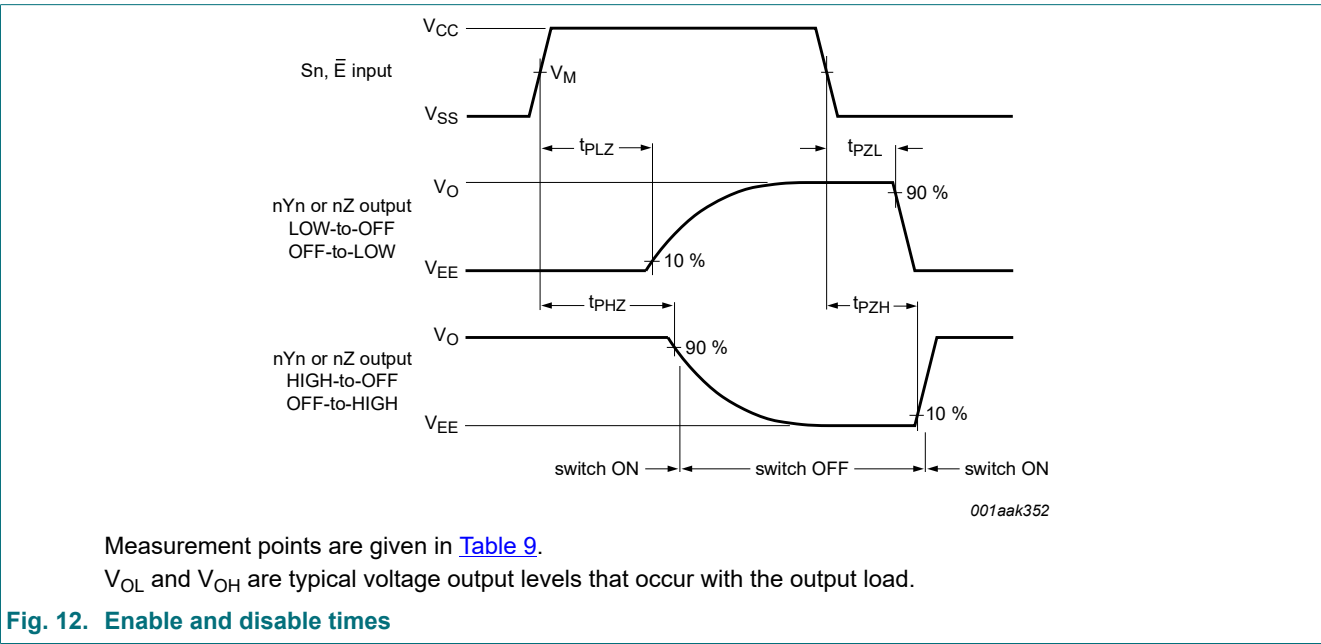 VCC
Sn, Ē input
VM
VSS
tPLZ
tPZL
VO
90 %
nYn or nZ output
LOW-to-OFF
OFF-to-LOW
10 %
VEE
tPHZ
tPZH
VO
90 %
nYn or nZ output
HIGH-to-OFF
OFF-to-HIGH
10 %
VEE
switch ON
switch OFF
switch ON
001aak352
Measurement points are given in Table 9.
VOL and VOH are typical voltage output levels that occur with the output load.
Fig. 12. Enable and disable times